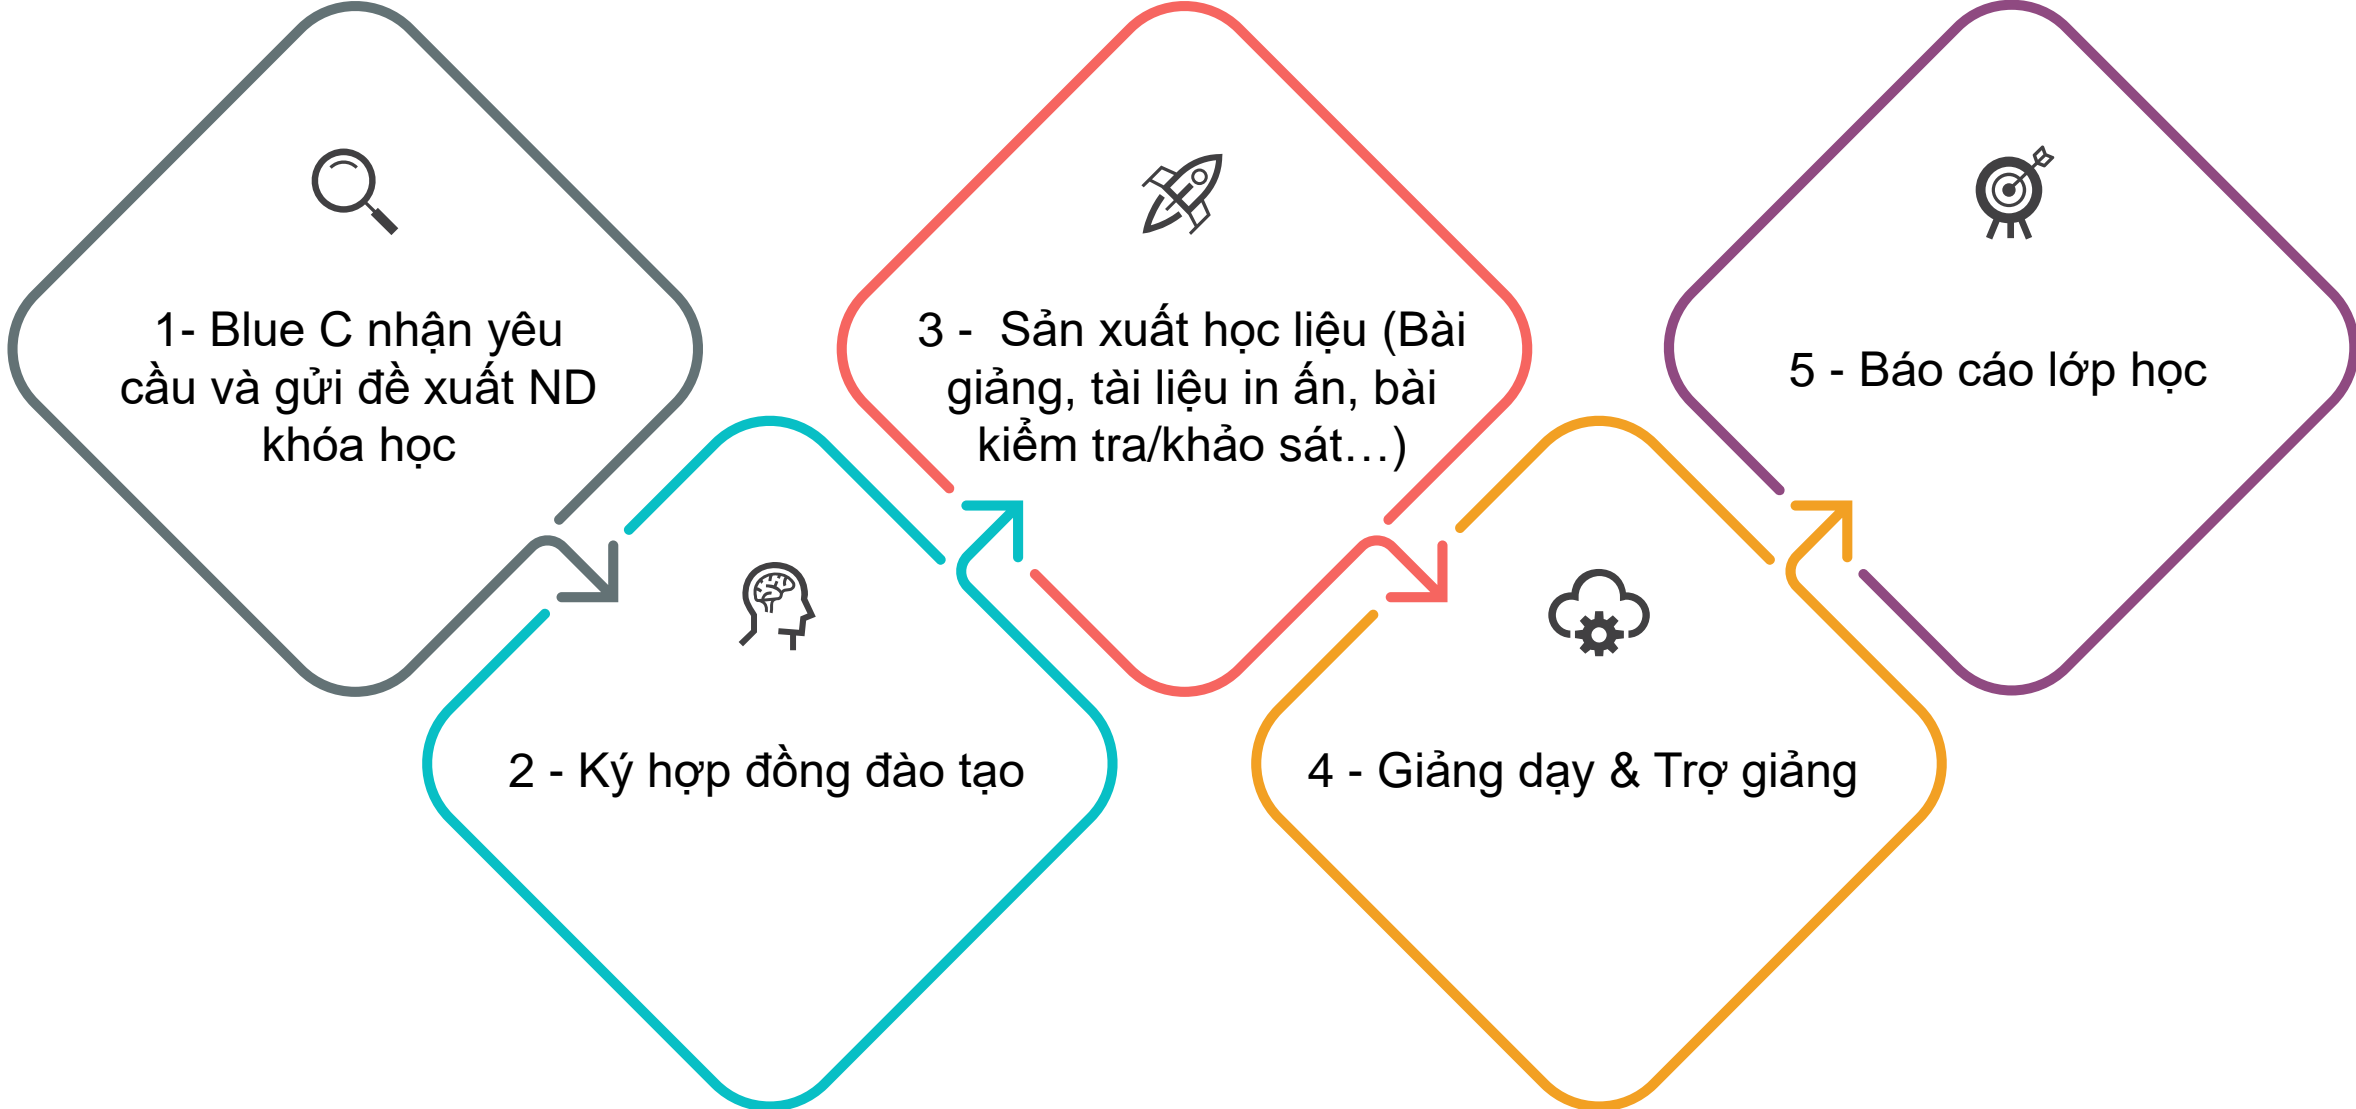 1- Blue C nhận yêu
cầu và gửi đề xuất ND
khóa học
2 - Ký hợp đồng đào tạo
3 -  Sản xuất học liệu (Bài
giảng, tài liệu in ấn, bài
kiểm tra/khảo sát…)
4 - Giảng dạy & Trợ giảng
5 - Báo cáo lớp học